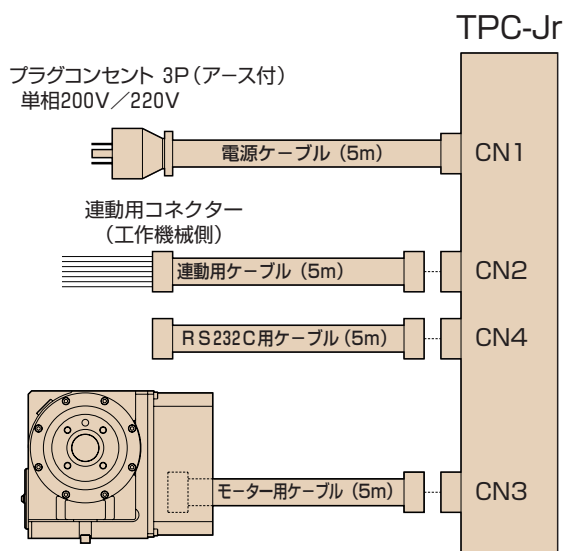 TPC-Jr
プラグコンセント 3P（アース付）
単相200V／220V
電源ケーブル（5m）
CN1
連動用コネクター
（工作機械側）
連動用ケーブル（5m）
CN2
RS232C用ケーブル（5m）
CN4
モーター用ケーブル（5m）
CN3